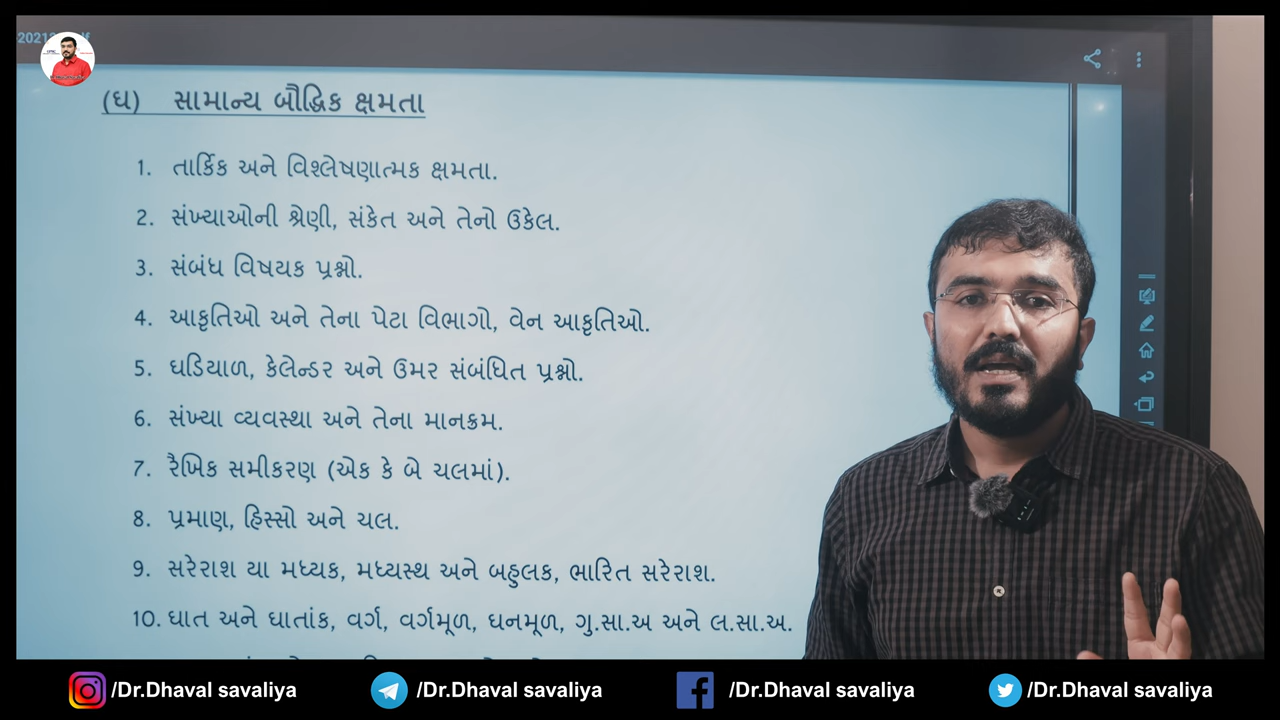 (ઘ) સામાન્ય બૌદ્ધિક ક્ષમતા
1. તાર્કિક અને વિશ્લેષણાત્મક ક્ષમતા.
2. સંખ્યાઓની શ્રેણી, સંકેત અને તેનો ઉકેલ.
3. સંબંધ વિષયક પ્રશ્નો.
4. આકૃતિઓ અને તેના પેટા વિભાગો, વેન આકૃતિઓ.
5. ઘડિયાળ, કેલેન્ડર અને ઉમર સંબંધિત પ્રશ્નો.
6. સંખ્યા વ્યવસ્થા અને તેના માનક્રમ.
7. રૈખિક સમીકરણ (એક કે બે ચલમાં).
8. પ્રમાણ, હિસ્સો અને ચલ.
9. સરેરાશ યા મધ્યક, મધ્યસ્થ અને બહુલક, ભારિત સરેરાશ.
10. ઘાત અને ઘાતાંક, વર્ગ, વર્ગમૂળ, ઘનમૂળ, ગુ.સા.અ અને લ.સા.અ.
/Dr.Dhaval savaliya /Dr.Dhaval savaliya /Dr.Dhaval savaliya /Dr.Dhaval savaliya